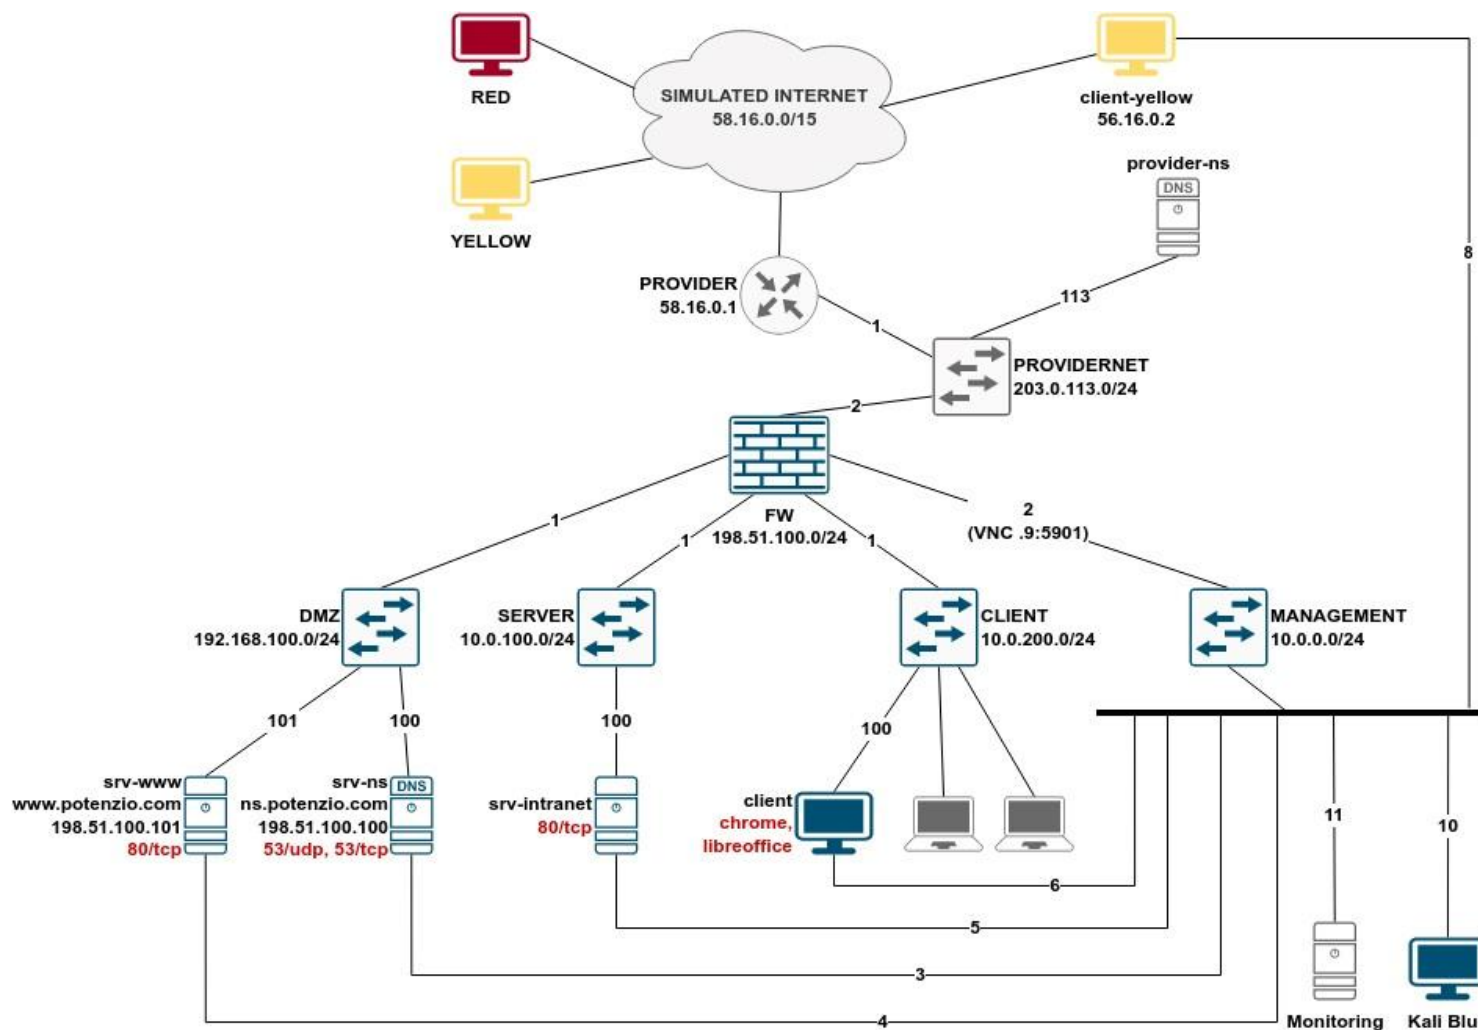 RED
SIMULATED INTERNET
58.16.0.0/15
client-yellow
56.16.0.2
provider-ns
DNS
YELLOW
8
PROVIDER
58.16.0.1
113
1
PROVIDERNET
203.0.113.0/24
2
FW
198.51.100.0/24
1
1
1
2
(VNC .9:5901)
DMZ
192.168.100.0/24
SERVER
10.0.100.0/24
CLIENT
10.0.200.0/24
MANAGEMENT
10.0.0.0/24
101
100
100
100
srv-www
www.potenzio.com
198.51.100.101
80/tcp
srv-ns
DNS
ns.potenzio.com
198.51.100.100
53/udp, 53/tcp
srv-intranet
80/tcp
client
chrome,
libreoffice
11
10
6
5
3
4
Monitoring
Kali Blu